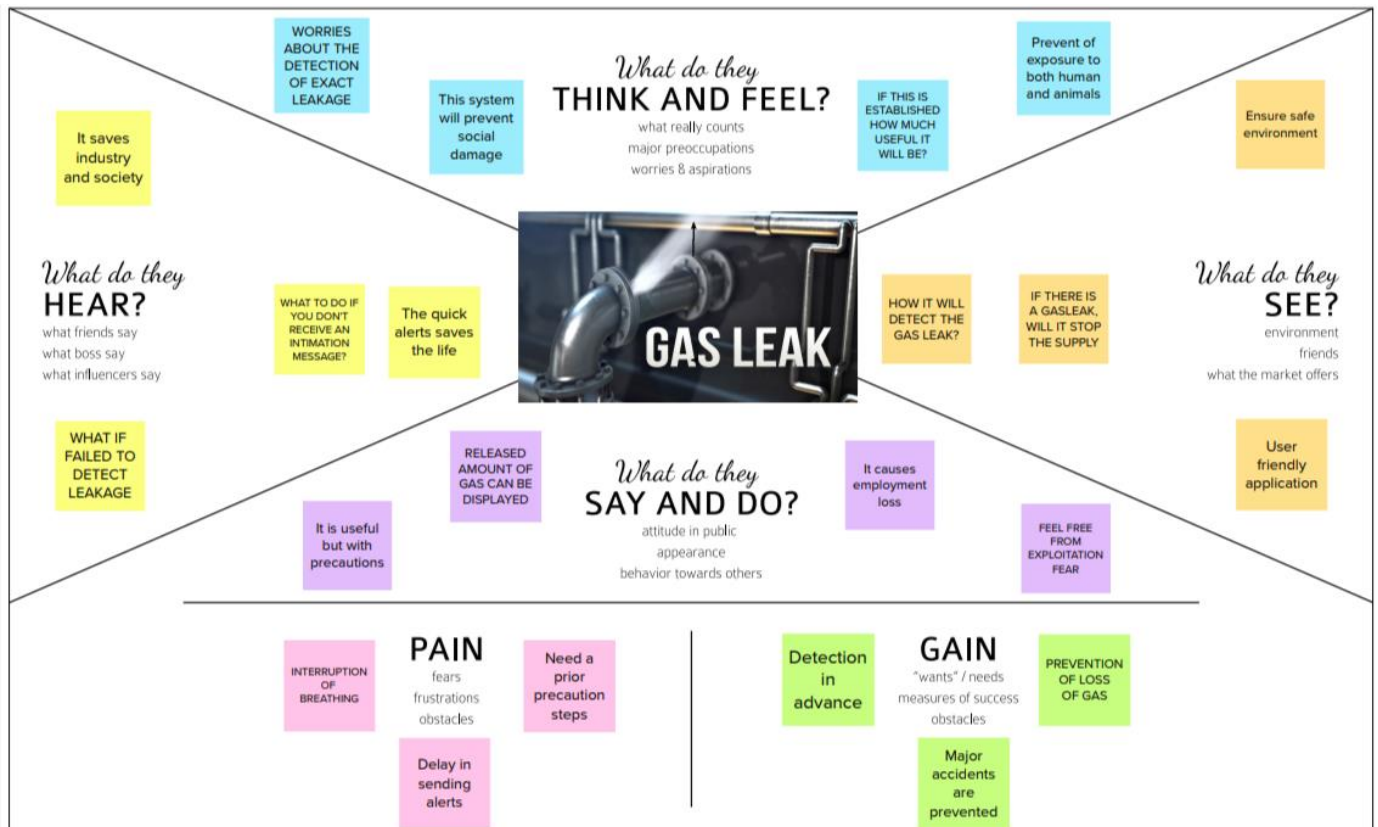 WORRIES
ABOUT THE
DETECTION
OF EXACT
LEAKAGE
This system
will prevent
social
damage
What do they
THINK AND FEEL?
what really counts
major preoccupations
worries & aspirations
IF THIS IS
ESTABLISHED
HOW MUCH
USEFUL IT
WILL BE?
Prevent of
exposure to
both human
and animals
It saves
industry
and society
What do they
HEAR?
what friends say
what boss say
what influencers say
WHAT TO DO IF
YOU DON'T
RECEIVE AN
INTIMATION
MESSAGE?
The quick
alerts saves
the life
WHAT IF
FAILED TO
DETECT
LEAKAGE
GAS LEAK
Ensure safe
environment
HOW IT WILL
DETECT THE
GAS LEAK?
IF THERE IS
A GASLEAK,
WILL IT STOP
THE SUPPLY
What do they
SEE?
environment
friends
what the market offers
User
friendly
application
RELEASED
AMOUNT OF
GAS CAN BE
DISPLAYED
It is useful
but with
precautions
What do they
SAY AND DO?
attitude in public
appearance
behavior towards others
It causes
employment
loss
FEEL FREE
FROM
EXPLOITATION
FEAR
INTERRUPTION
OF
BREATHING
PAIN
fears
frustrations
obstacles
Need a
prior
precaution
steps
Delay in
sending
alerts
Detection
in
advance
GAIN
"wants" / needs
measures of success
obstacles
PREVENTION
OF LOSS
OF GAS
Major
accidents
are
prevented